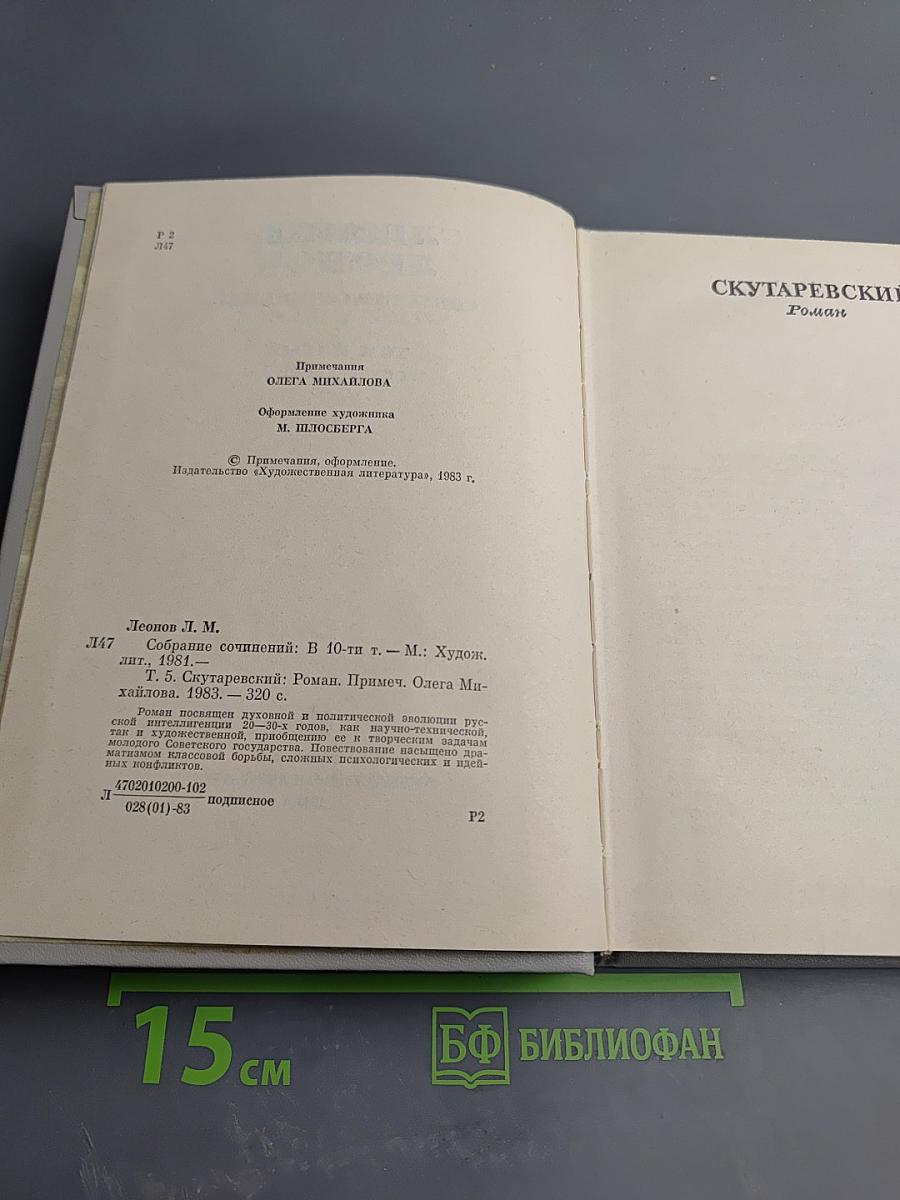 Р 2
Л47
Примечания
ОЛЕГА МИХАЙЛОВА
Оформление художника
М. ШЛОСБЕРГА
© Примечания, оформление.
Издательство «Художественная литература», 1983 г.
Леонов Л. М.
Л47 Собрание сочинений: В 10-ти т. — М.: Худож.
лит., 1981.—
Т. 5. Скутаревский: Роман. Примеч. Олега Ми-
хайлова. 1983. — 320 с.
Роман посвящен духовной и политической эволюции рус-
ской интеллигенции 20—30-х годов, как научно-технической,
так и художественной, приобщению ее к творческим задачам
молодого Советского государства. Повествование насыщено дра-
матизмом классовой борьбы, сложных психологических и идей-
ных конфликтов.
4702010200-102
Л подписное
028(01)-83
Р2
СКУТАРЕВСКИЙ
Роман
15 см
БФ БИБЛИОФАН